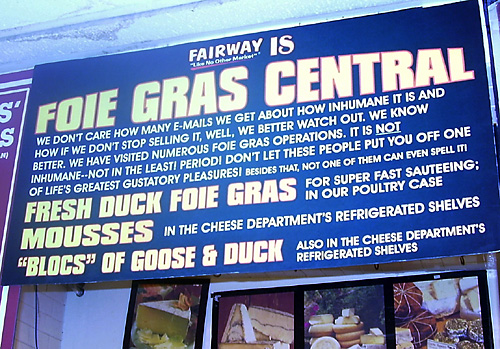 FAIRWAY IS
"Like No Other Market"
FOIE GRAS CENTRAL
WE DON'T CARE HOW MANY E-MAILS WE GET ABOUT HOW INHUMANE IT IS AND
HOW IF WE DON'T STOP SELLING IT, WELL, WE BETTER WATCH OUT. WE KNOW
BETTER. WE HAVE VISITED NUMEROUS FOIE GRAS OPERATIONS. IT IS NOT
INHUMANE--NOT IN THE LEAST! PERIOD! DON'T LET THESE PEOPLE PUT YOU OFF ONE
OF LIFE'S GREATEST GUSTATORY PLEASURES! BESIDES THAT, NOT ONE OF THEM CAN EVEN SPELL IT!
FRESH DUCK FOIE GRAS FOR SUPER FAST SAUTEEING;
IN OUR POULTRY CASE
MOUSSES IN THE CHEESE DEPARTMENT'S REFRIGERATED SHELVES
"BLOCS" OF GOOSE & DUCK ALSO IN THE CHEESE DEPARTMENT'S
REFRIGERATED SHELVES